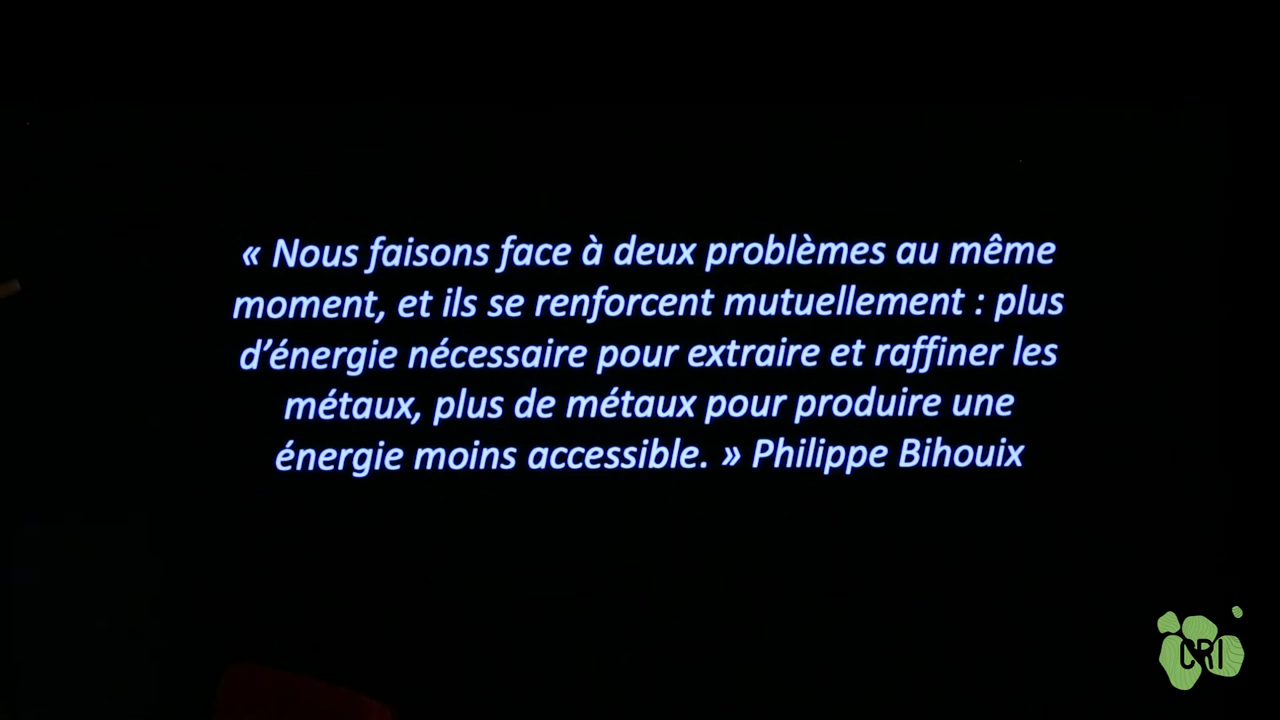 « Nous faisons face à deux problèmes au même
moment, et ils se renforcent mutuellement : plus
d’énergie nécessaire pour extraire et raffiner les
métaux, plus de métaux pour produire une
énergie moins accessible. » Philippe Bihouix
CRI